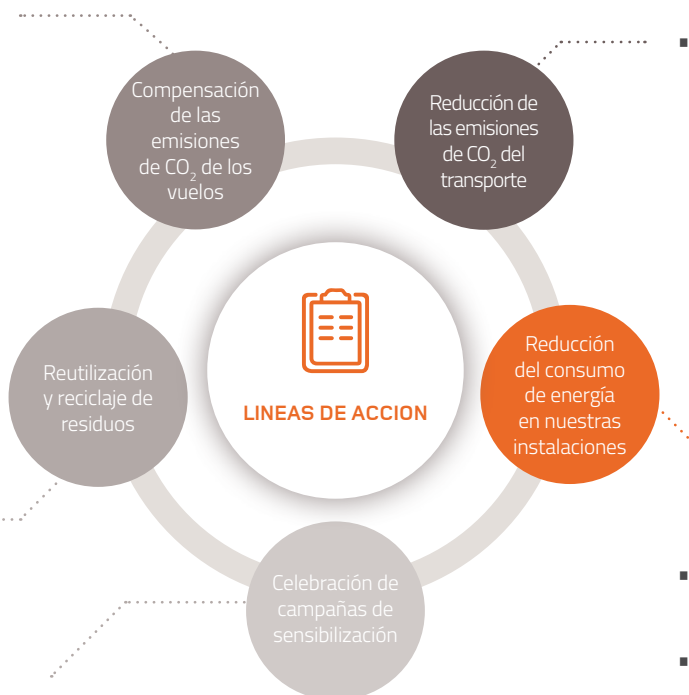 Compensación
de las
emisiones
de CO₂ de los
vuelos
Reducción de
las emisiones
de CO₂ del
transporte
Reutilización
y reciclaje de
residuos
LINEAS DE ACCION
Reducción
del consumo
de energía
en nuestras
instalaciones
Celebración de
campañas de
sensibilización